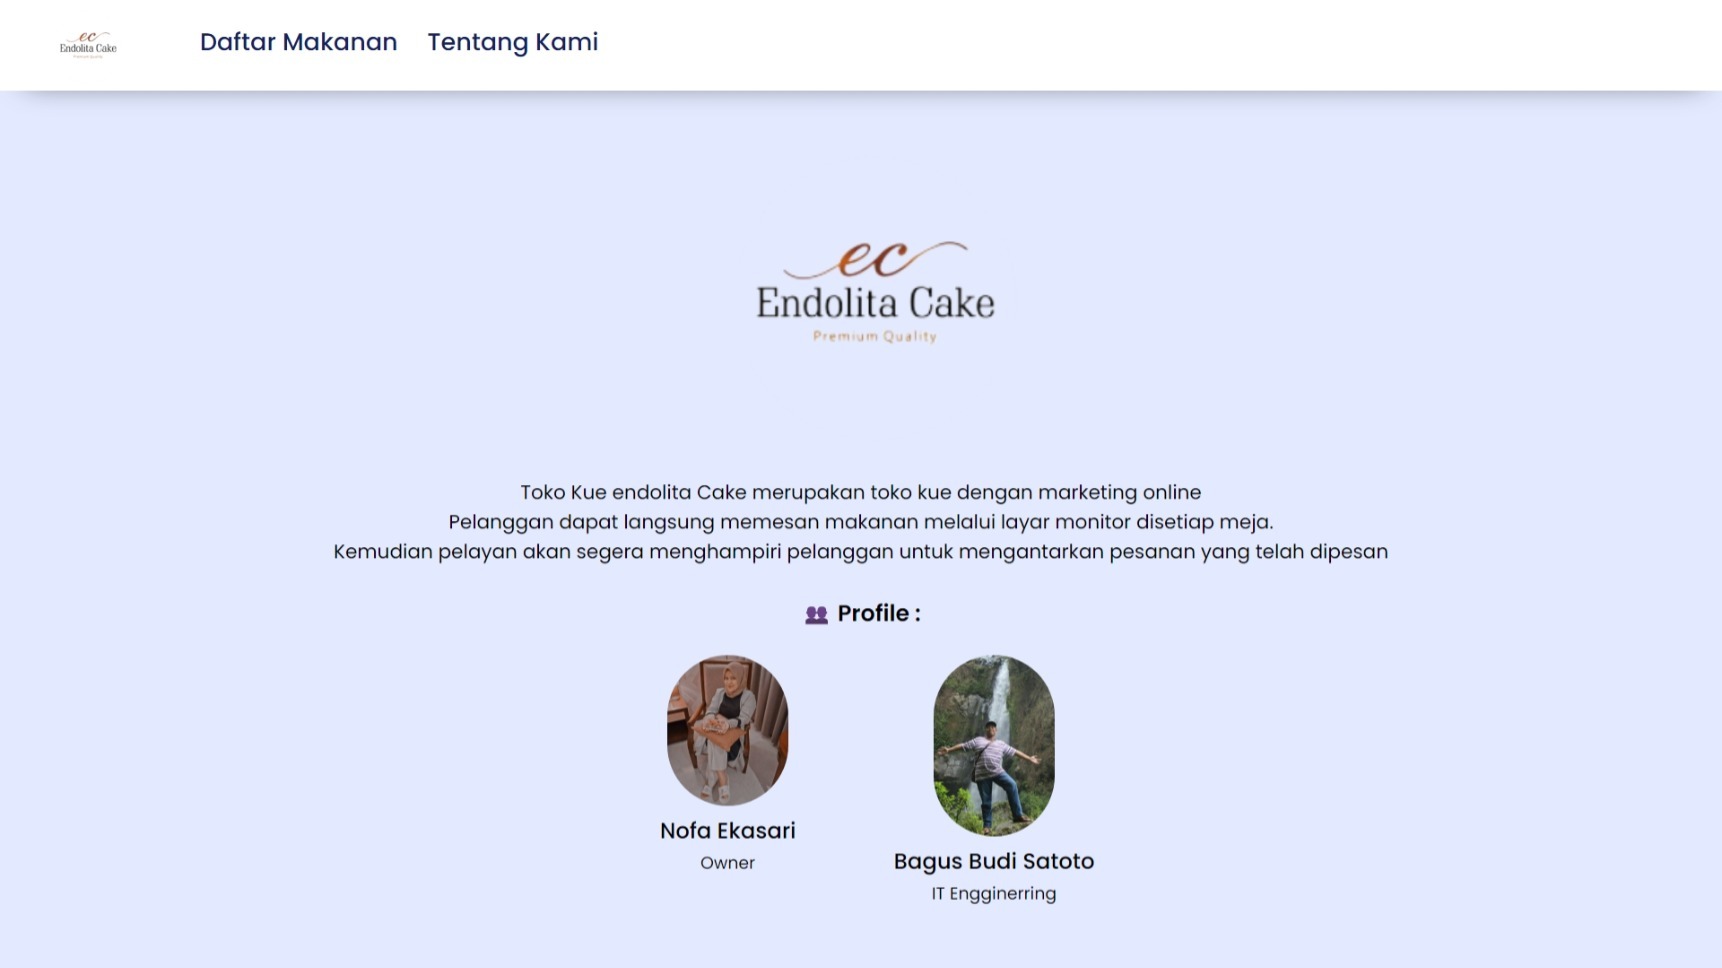 ec
Endolita Cake
Premium Quality
Daftar Makanan
Tentang Kami
ec
Endolita Cake
Premium Quality
Toko Kue endolita Cake merupakan toko kue dengan marketing online
Pelanggan dapat langsung memesan makanan melalui layar monitor disetiap meja.
Kemudian pelayan akan segera menghampiri pelanggan untuk mengantarkan pesanan yang telah dipesan
Profile :
Nofa Ekasari
Owner
Bagus Budi Satoto
IT Engginerring